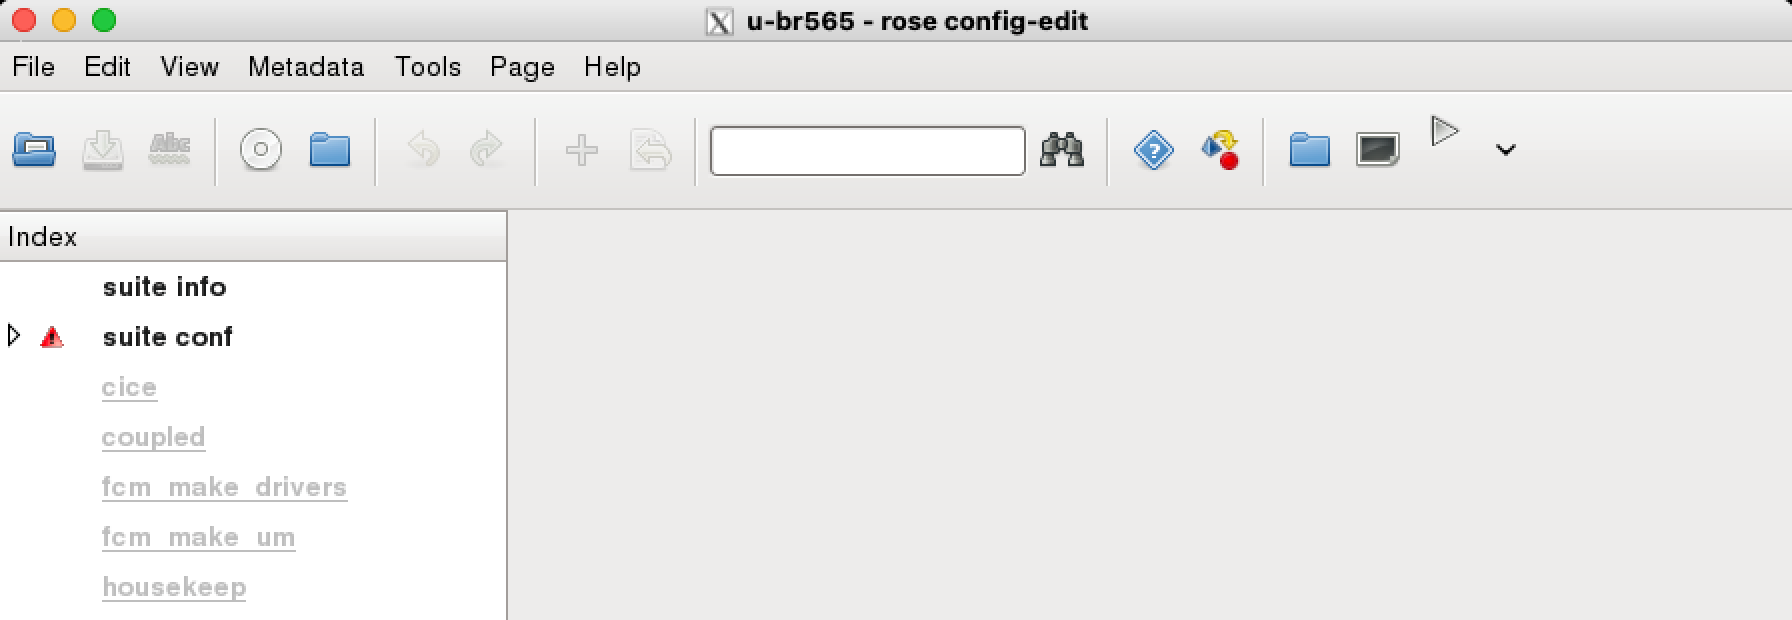 u-br565 - rose config-edit
File Edit View Metadata Tools Page Help
Abc
Index
suite info
suite conf
cice
coupled
fcm_make_drivers
fcm_make_um
housekeep